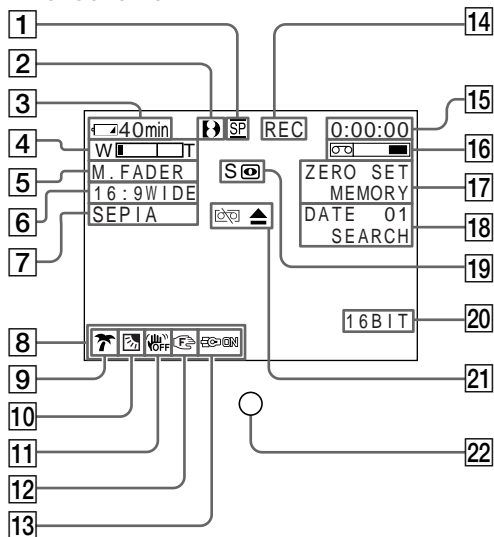 1
14
2
3
15
40min
SP
REC
0:00:00
4
W
T
16
5
M.FADER
S
ZERO SET
MEMORY
17
6
16:9WIDE
7
SEPIA
DATE 01
SEARCH
18
19
16BIT
20
8
OFF
F
ON
21
9
10
11
22
12
13